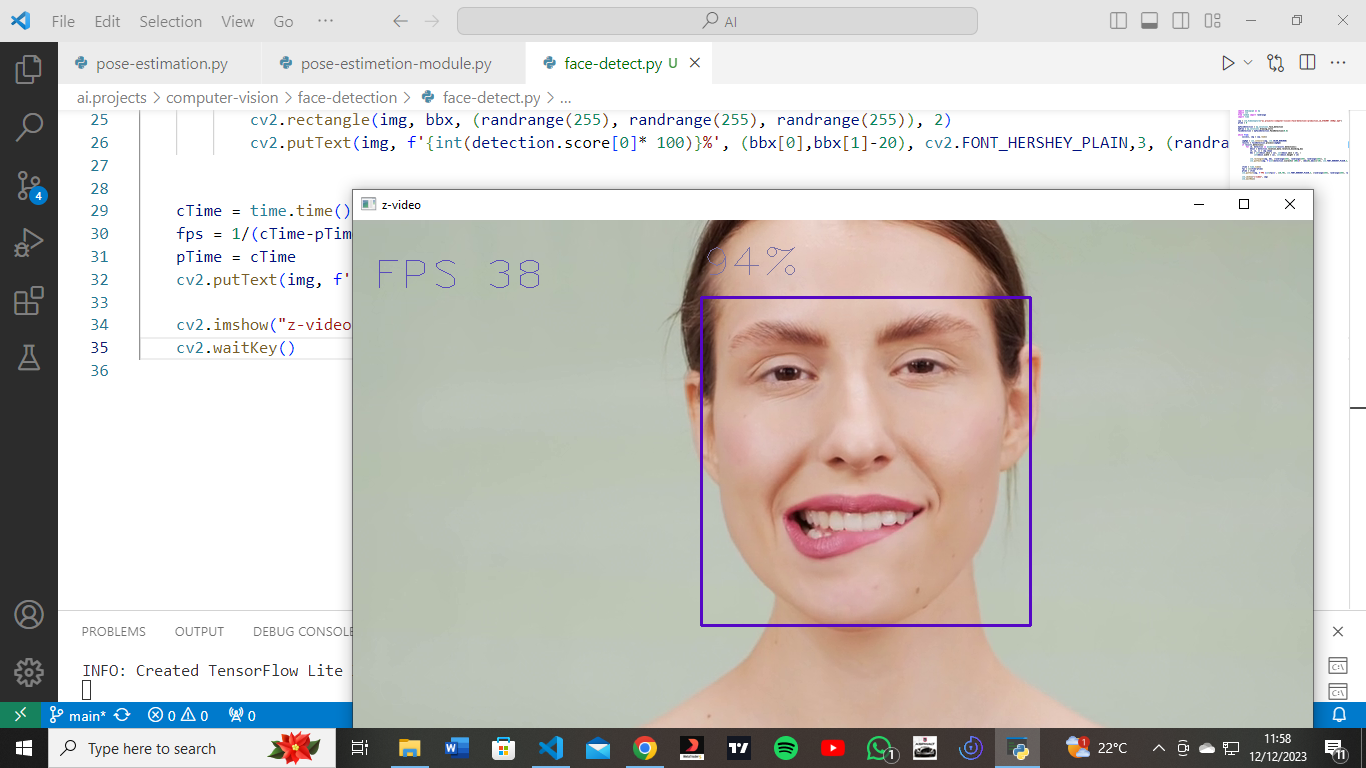 File Edit Selection View Go ··· AI
pose-estimation.py pose-estimetion-module.py face-detect.py U
ai.projects > computer-vision > face-detection > face-detect.py > ...
25 cv2.rectangle(img, bbx, (randrange(255), randrange(255), randrange(255)), 2)
26 cv2.putText(img, f'{int(detection.score[0]* 100)}%', (bbx[0],bbx[1]-20), cv2.FONT_HERSHEY_PLAIN,3, (randra
27
28
29 cTime = time.time()
30 fps = 1/(cTime-pTim
31 pTime = cTime
32 cv2.putText(img, f'
33
34 cv2.imshow("z-video
35 cv2.waitKey()
36
4
z-video
94%
FPS 38
PROBLEMS OUTPUT DEBUG CONSOLE
INFO: Created TensorFlow Lite
main* 0 0 0
Type here to search
1
1
22°C
11:58
12/12/2023
11